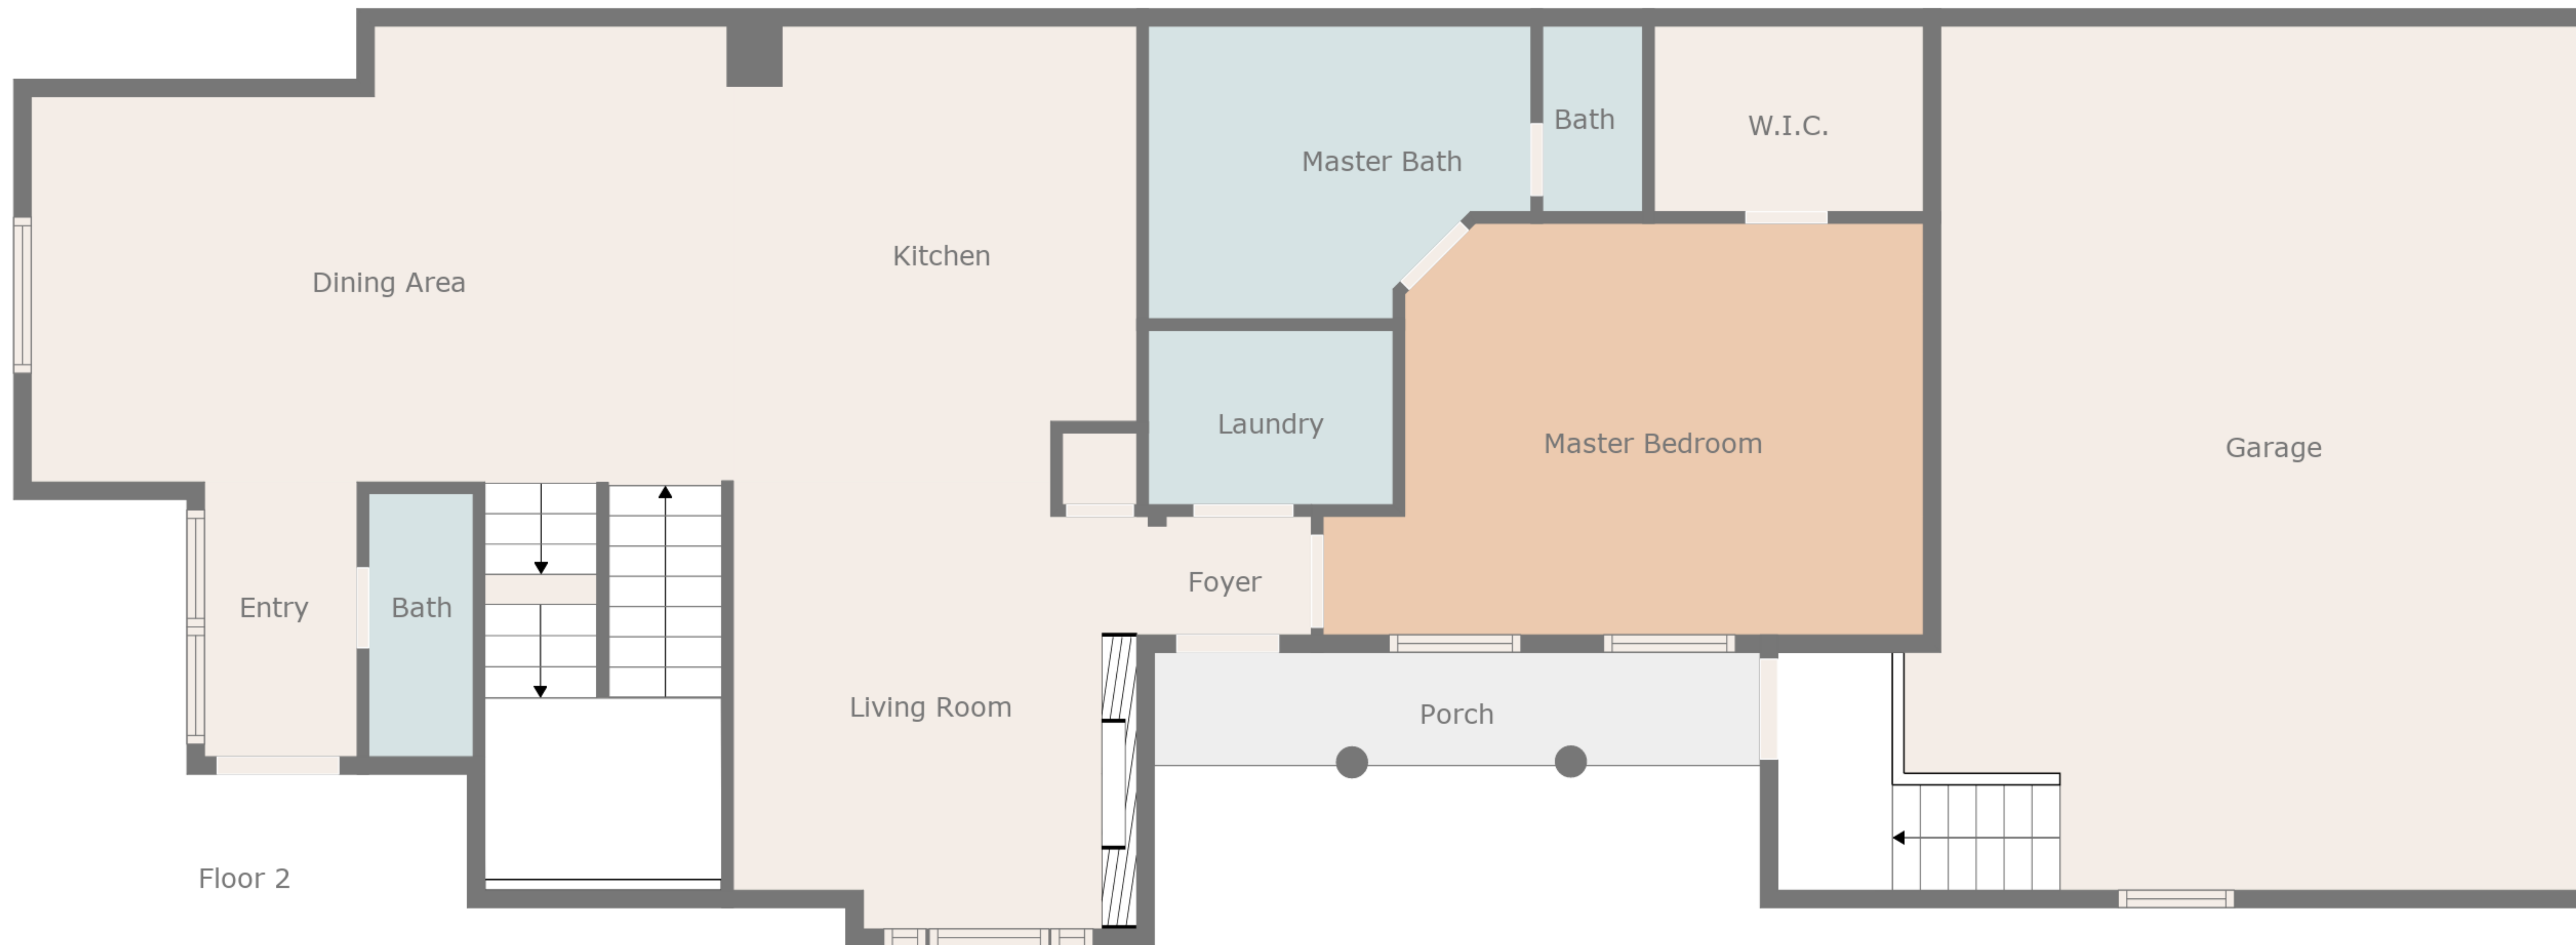 Bath
W.I.C.
Master Bath
Kitchen
Dining Area
Laundry
Master Bedroom
Garage
Foyer
Entry
Bath
Living Room
Porch
Floor 2